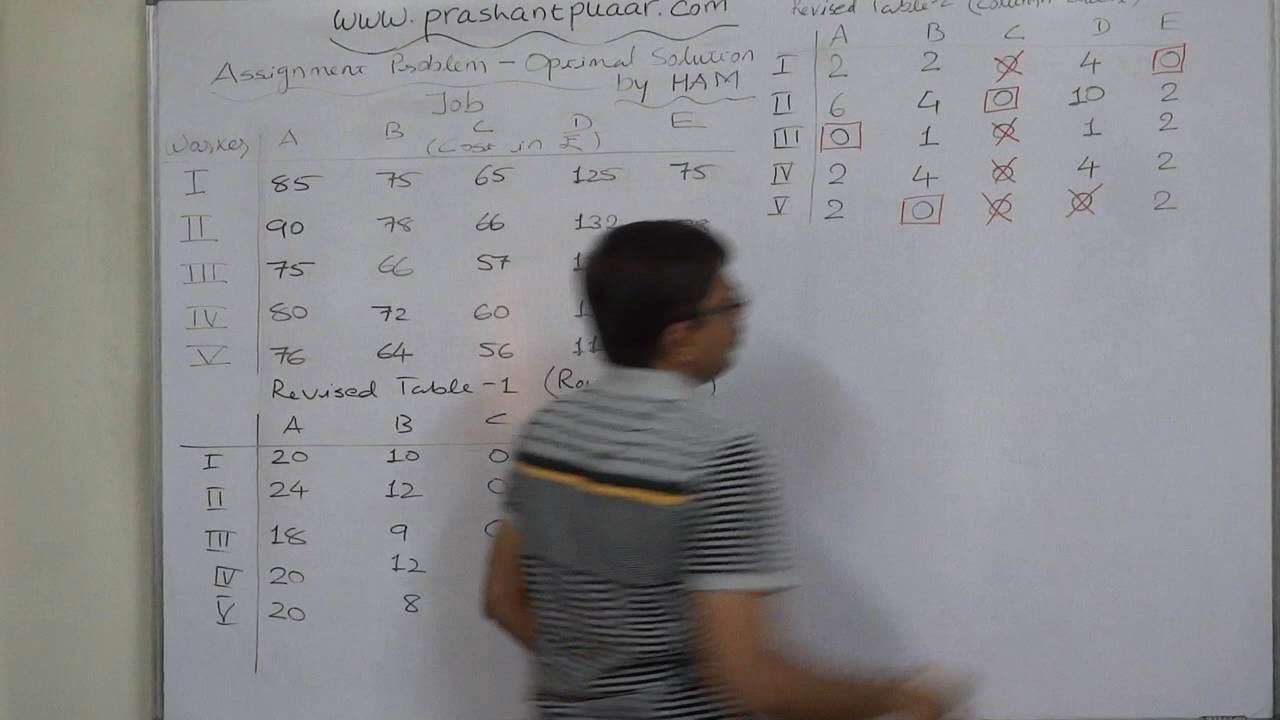 www.prashantpuaar.com
Assignment Problem - Optimal Solution
by HAM
Job
Worker A B C D E
(Cost in £)
I 85 75 65 125 75
II 90 78 66 132
III 75 66 57
IV 80 72 60
V 76 64 56
Revised Table-1
A B C
I 20 10 0
II 24 12 0
III 18 9
IV 20 12
V 20 8
Revised Table-2
A B C D E
I 2 2 0 4 0
II 6 4 0 10 2
III 0 1 0 1 2
IV 2 4 0 4 2
V 2 0 0 0 2